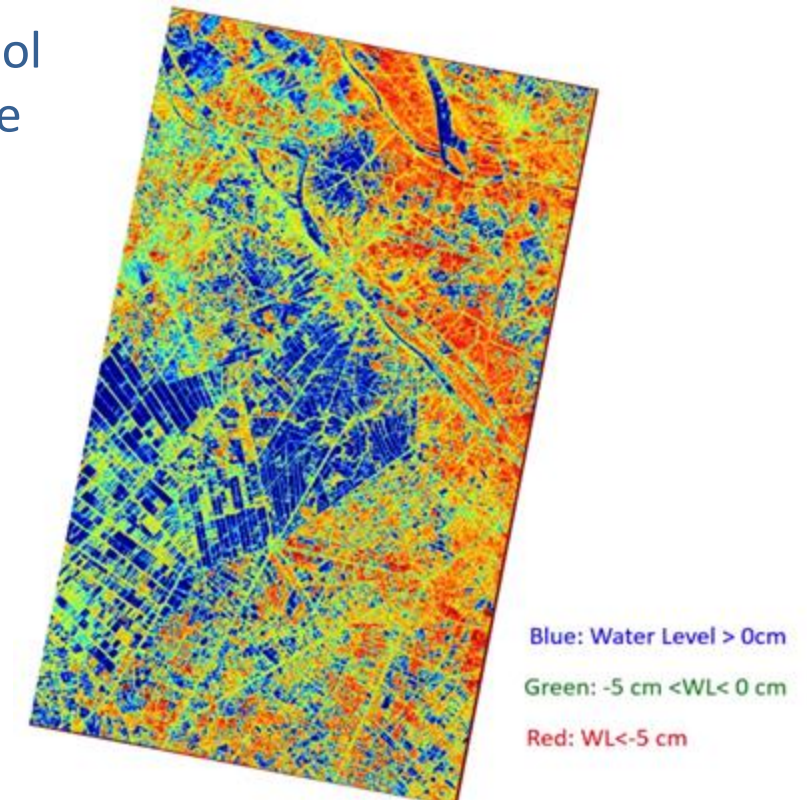 ol
e
Blue: Water Level > 0cm
Green: -5 cm <WL< 0 cm
Red: WL<-5 cm